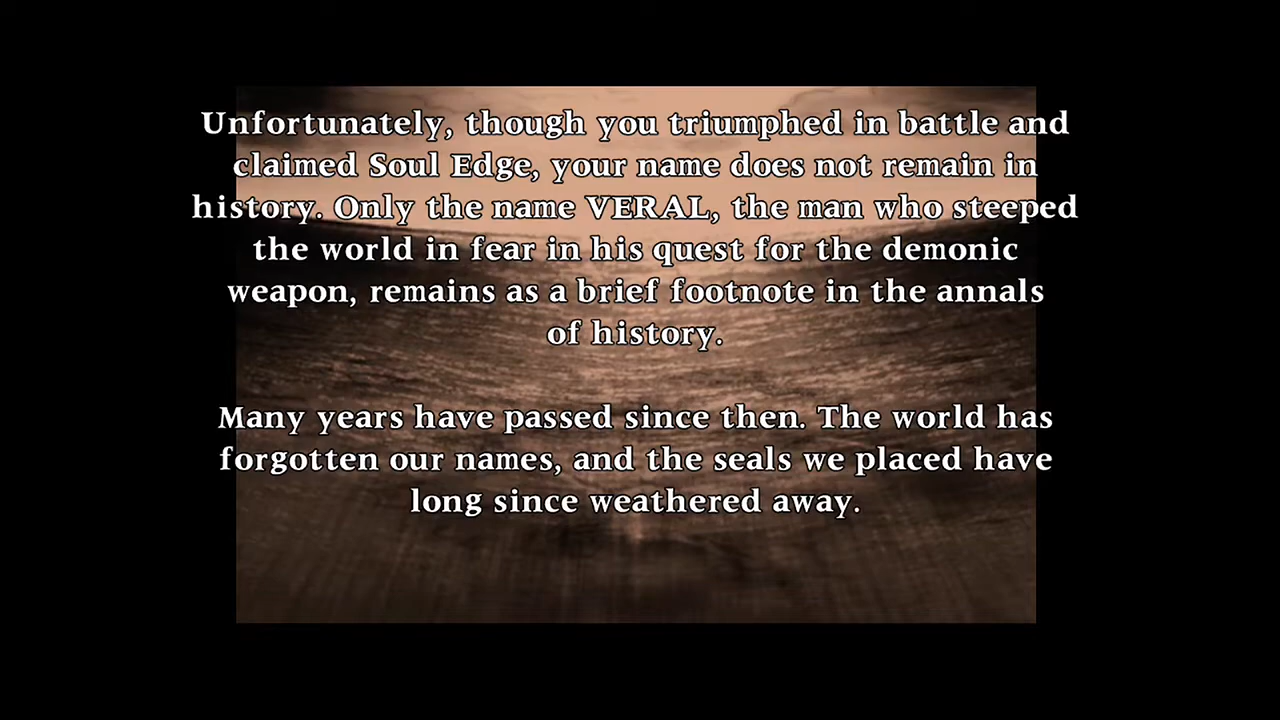 Unfortunately, though you triumphed in battle and
claimed Soul Edge, your name does not remain in
history. Only the name VERAL, the man who steeped
the world in fear in his quest for the demonic
weapon, remains as a brief footnote in the annals
of history.
Many years have passed since then. The world has
forgotten our names, and the seals we placed have
long since weathered away.